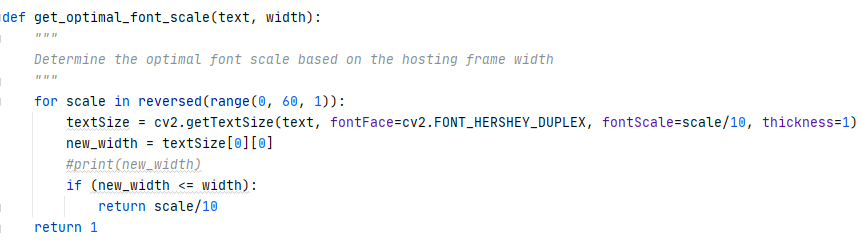 def get_optimal_font_scale(text, width):
    """
    Determine the optimal font scale based on the hosting frame width
    """
    for scale in reversed(range(0, 60, 1)):
        textSize = cv2.getTextSize(text, fontFace=cv2.FONT_HERSHEY_DUPLEX, fontScale=scale/10, thickness=1)
        new_width = textSize[0][0]
        #print(new_width)
        if (new_width <= width):
            return scale/10
    return 1